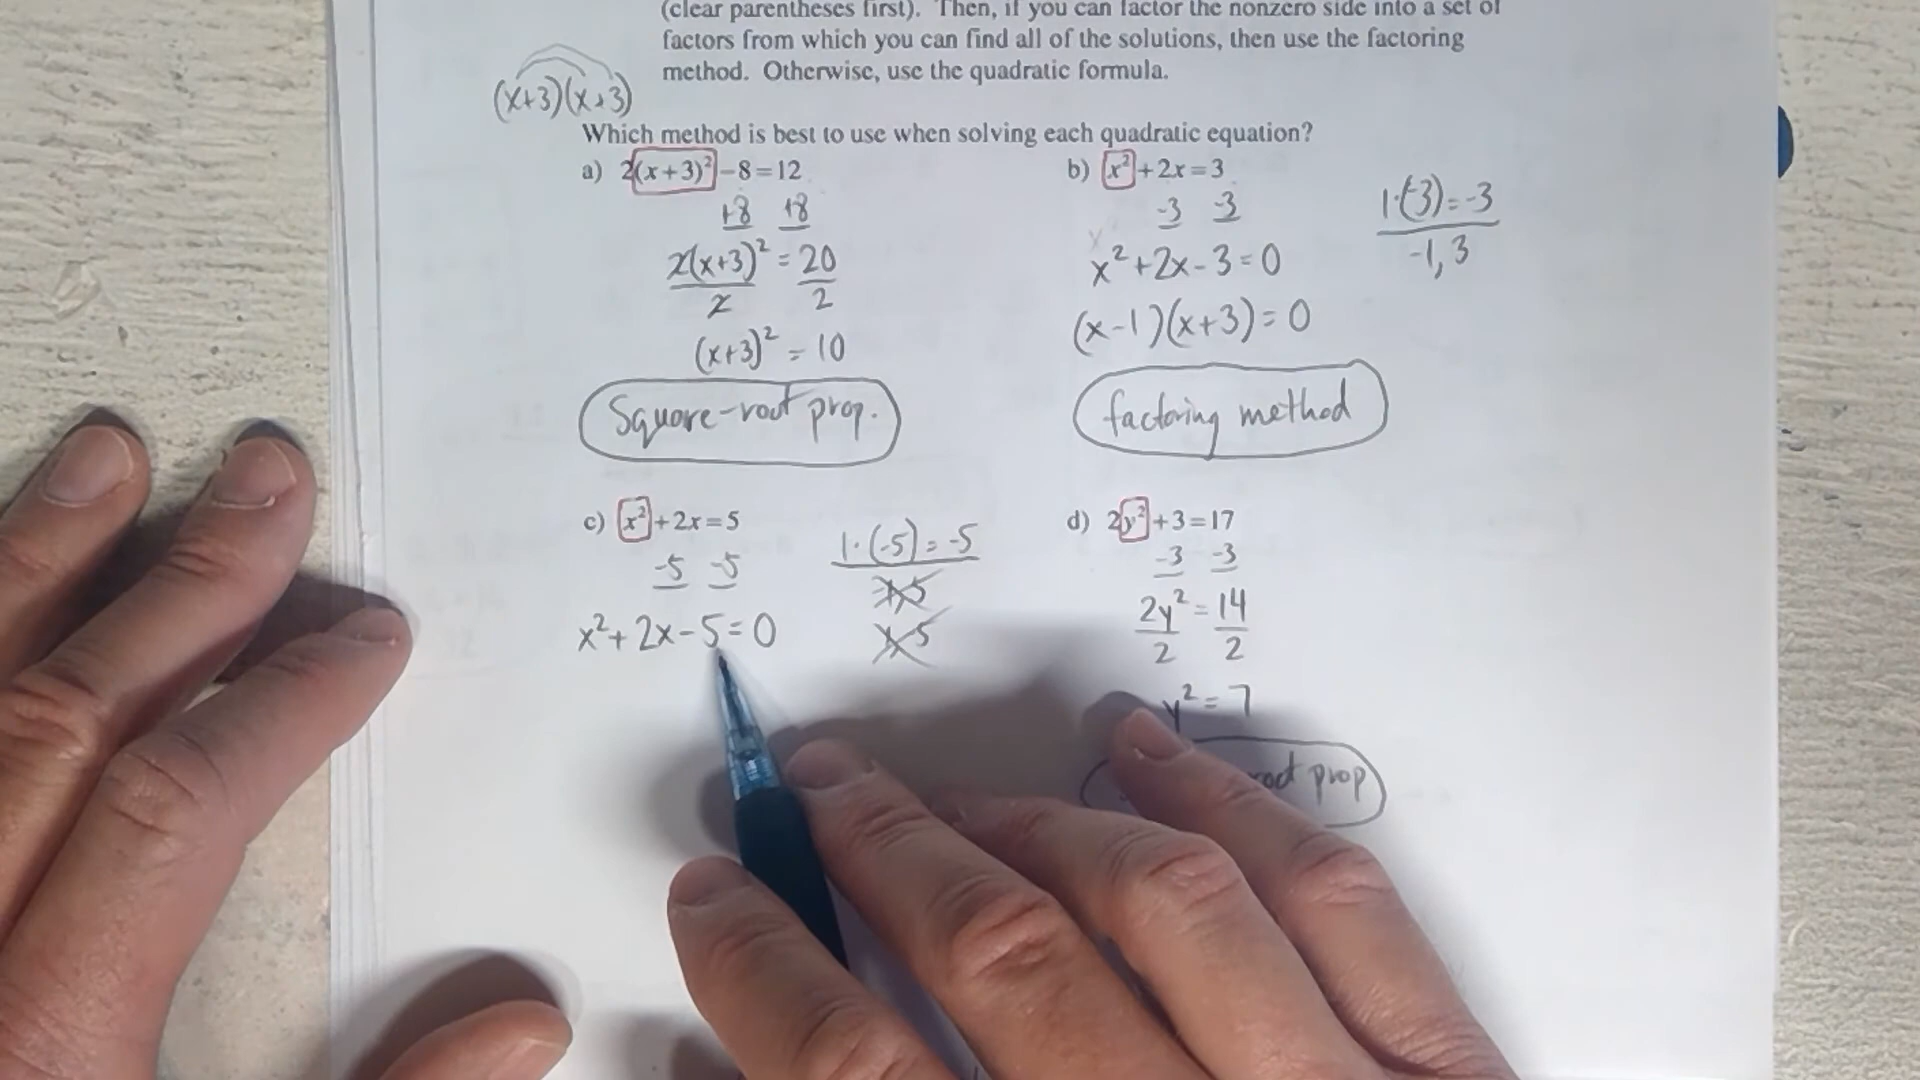 (clear parentheses first). Then, if you can factor the nonzero side into a set of
factors from which you can find all of the solutions, then use the factoring
method. Otherwise, use the quadratic formula.
(x+3)(x+3)
Which method is best to use when solving each quadratic equation?
a) 2(x+3)²-8=12
+8 +8
2(x+3)² = 20
2 2
(x+3)² = 10
Square-root prop.
b) x²+2x=3
-3 -3
x²+2x-3=0
(x-1)(x+3)=0
1·(-3)=-3
-1, 3
factoring method
c) x²+2x=5
-5 -5
x²+2x-5=0
1·(-5)=-5
d) 2y²+3=17
-3 -3
2y² = 14
2 2
y² = 7
prop